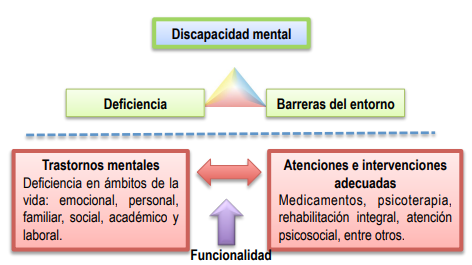 Discapacidad mental
Deficiencia
Barreras del entorno
Trastornos mentales
Deficiencia en ámbitos de la
vida: emocional, personal,
familiar, social, académico y
laboral.
Atenciones e intervenciones
adecuadas
Medicamentos, psicoterapia,
rehabilitación integral, atención
psicosocial, entre otros.
Funcionalidad